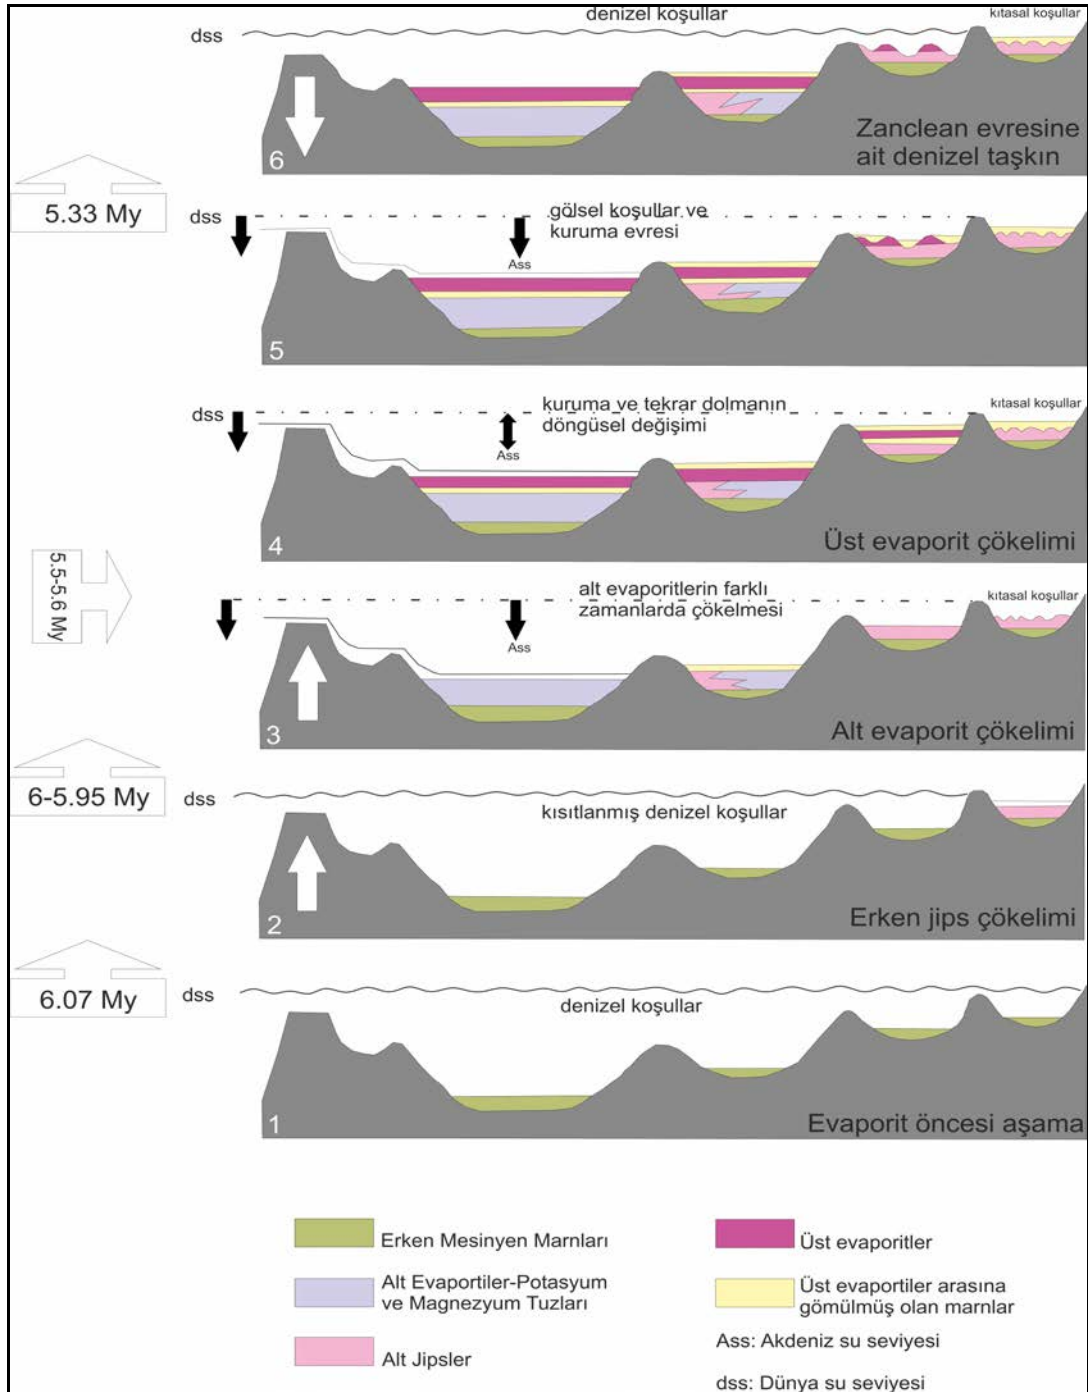 denizel koşullar
kıtasal koşullar
dss
Zanclean evresine
ait denizel taşkın
6
5.33 My
dss
gölsel koşullar ve
kuruma evresi
Ass
5
dss
kuruma ve tekrar dolmanın
döngüsel değişimi
kıtasal koşullar
Ass
4
Üst evaporit çökelimi
5.5-5.6 My
alt evaporitlerin farklı
zamanlarda çökelmesi
kıtasal koşullar
Ass
3
Alt evaporit çökelimi
6-5.95 My
dss
kısıtlanmış denizel koşullar
2
Erken jips çökelimi
6.07 My
dss
denizel koşullar
1
Evaporit öncesi aşama
Erken Mesinyen Marnları
Alt Evaportiler-Potasyum
ve Magnezyum Tuzları
Alt Jipsler
Üst evaporitler
Üst evaportiler arasına
gömülmüş olan marnlar
Ass: Akdeniz su seviyesi
dss: Dünya su seviyesi